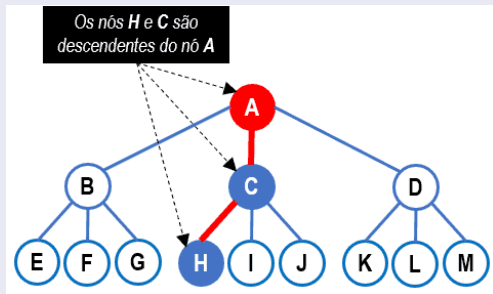 Os nós H e C são
descendentes do nó A
A
B C D
E F G H I J K L M